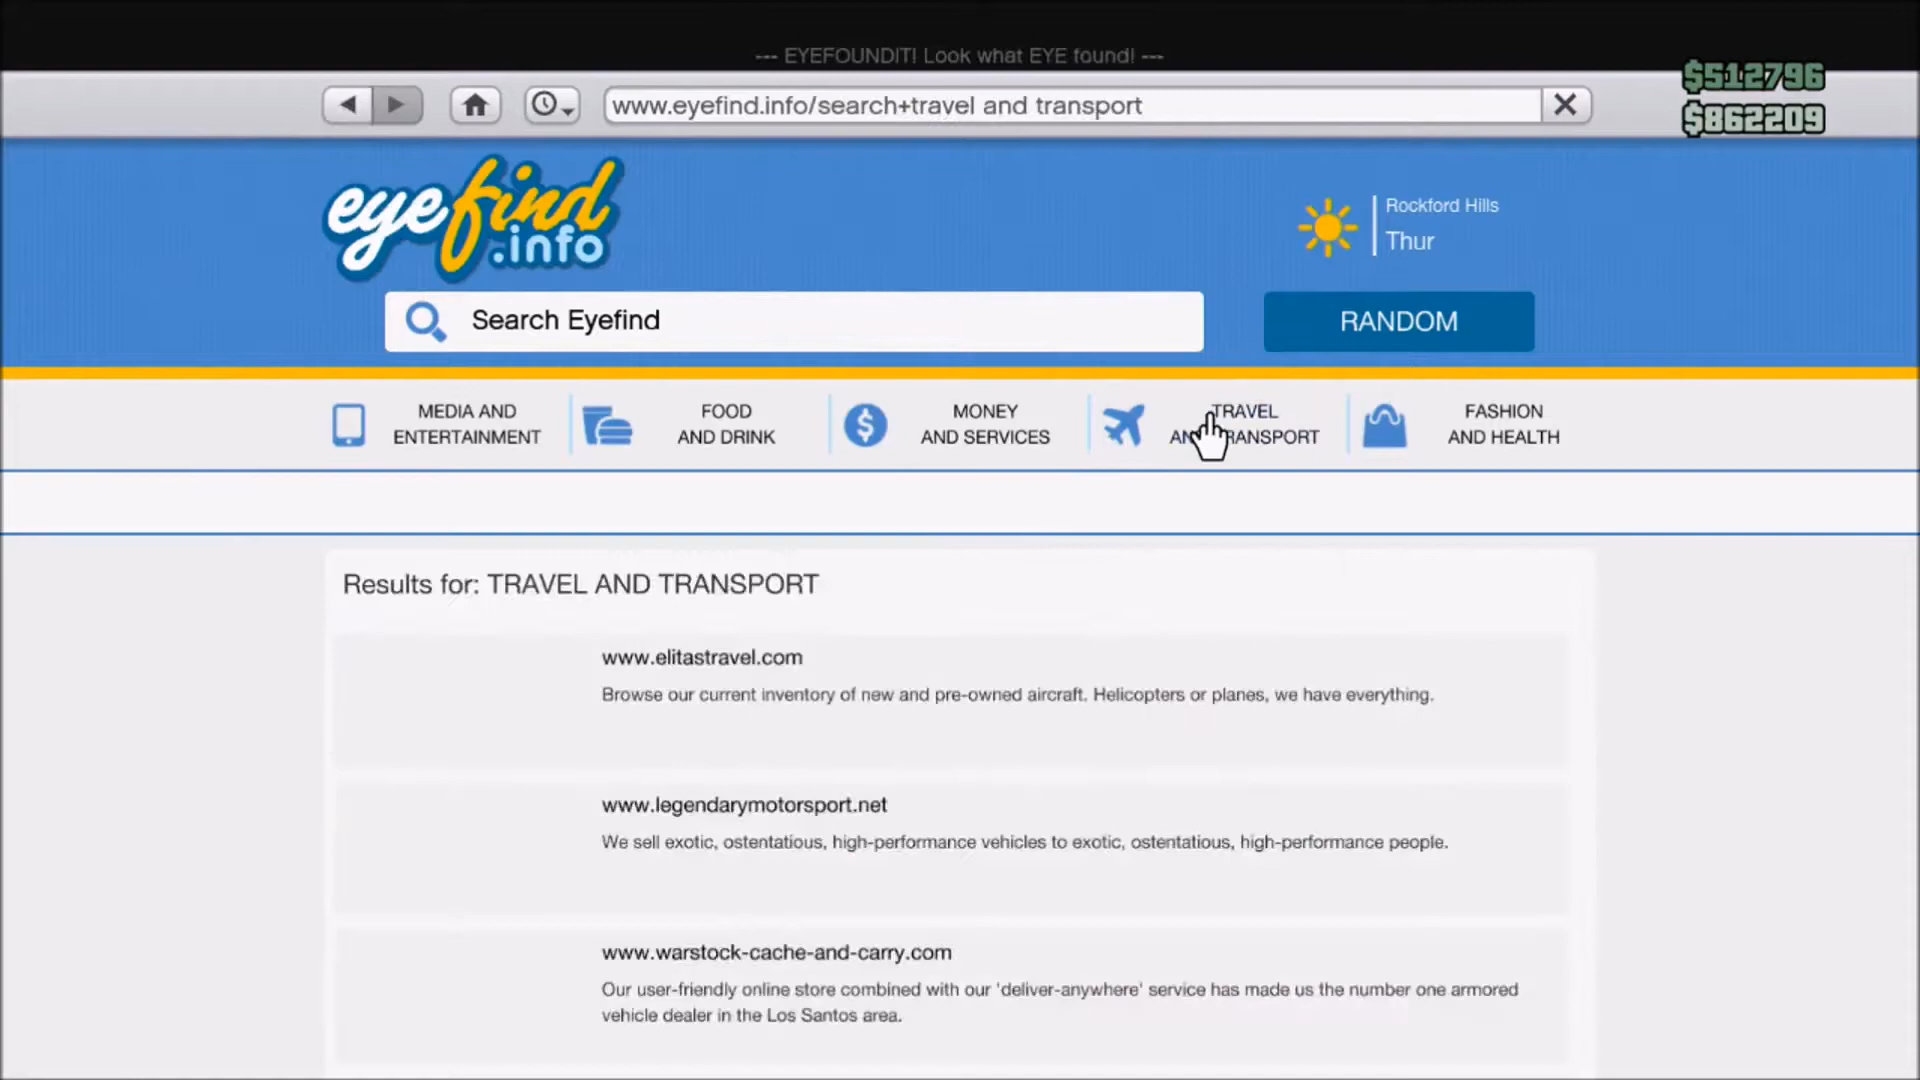 --- EYEFOUNDIT! Look what EYE found! ---
$512796
www.eyefind.info/search+travel and transport
$862209
eyefind
.info
Rockford Hills
Thur
Search Eyefind
RANDOM
MEDIA AND
ENTERTAINMENT
FOOD
AND DRINK
MONEY
AND SERVICES
TRAVEL
AND TRANSPORT
FASHION
AND HEALTH
Results for: TRAVEL AND TRANSPORT
www.elitastravel.com
Browse our current inventory of new and pre-owned aircraft. Helicopters or planes, we have everything.
www.legendarymotorsport.net
We sell exotic, ostentatious, high-performance vehicles to exotic, ostentatious, high-performance people.
www.warstock-cache-and-carry.com
Our user-friendly online store combined with our 'deliver-anywhere' service has made us the number one armored
vehicle dealer in the Los Santos area.